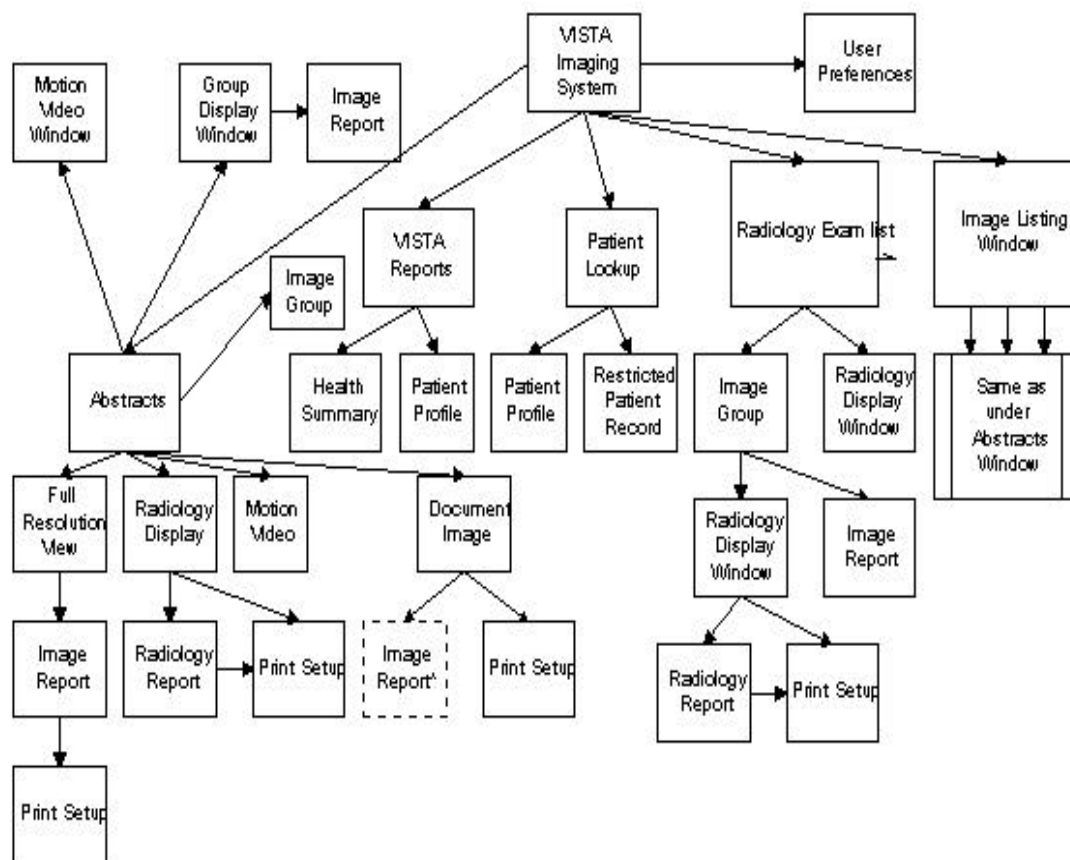 VISTA
Imaging
System
User
Preferences
Motion
Video
Window
Group
Display
Window
Image
Report
VISTA
Reports
Patient
Lookup
Radiology Exam list
Image Listing
Window
Image
Group
Abstracts
Health
Summary
Patient
Profile
Patient
Profile
Restricted
Patient
Record
Image
Group
Radiology
Display
Window
Same as
under
Abstracts
Window
Full
Resolution
View
Radiology
Display
Motion
Video
Document
Image
Radiology
Display
Window
Image
Report
Image
Report
Radiology
Report
Print Setup
Image
Report*
Print Setup
Radiology
Report
Print Setup
Print Setup